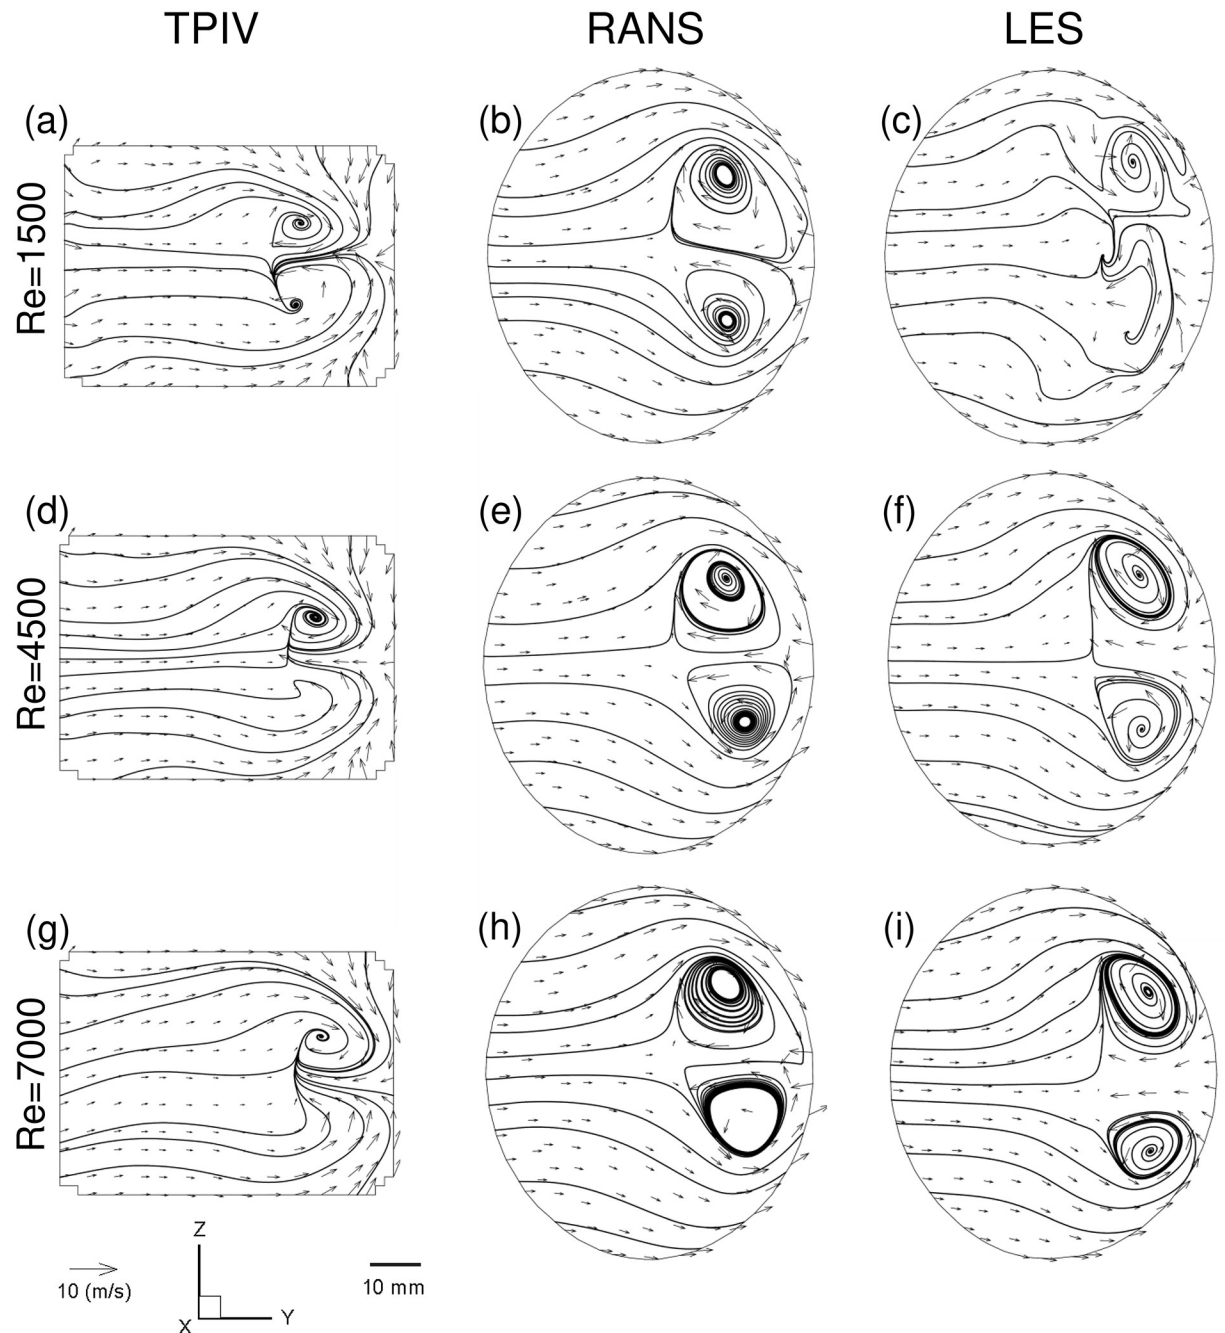 TPIV RANS LES
(a) (b) (c)
Re=1500
(d) (e) (f)
Re=4500
(g) (h) (i)
Re=7000
10 (m/s)
Z
X Y
10 mm